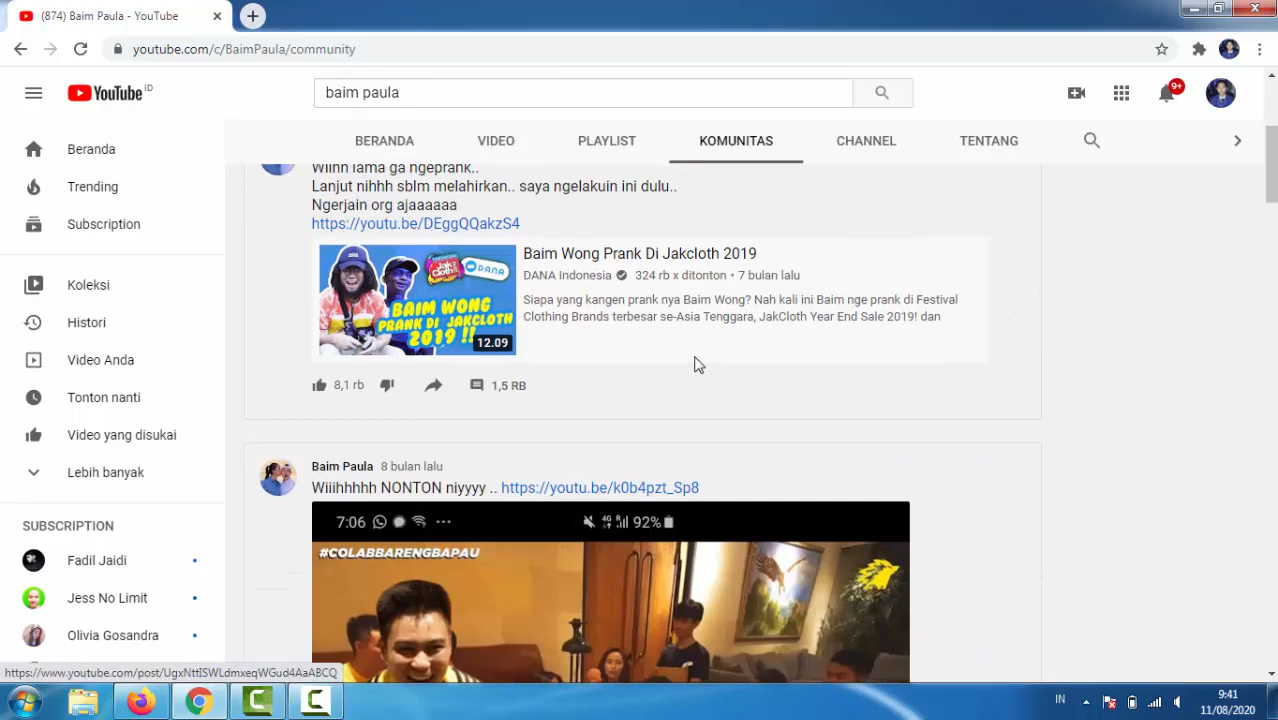 (874) Baim Paula - YouTube
youtube.com/c/BaimPaula/community
YouTube ID
baim paula
9+
BERANDA
VIDEO
PLAYLIST
KOMUNITAS
CHANNEL
TENTANG
Beranda
Trending
Subscription
Koleksi
Histori
Video Anda
Tonton nanti
Video yang disukai
Lebih banyak
SUBSCRIPTION
Fadil Jaidi
Jess No Limit
Olivia Gosandra
Wiihh lama ga ngeprank..
Lanjut nihhh sblm melahirkan.. saya ngelakuin ini dulu..
Ngerjain org ajaaaaaa
https://youtu.be/DEggQQakzS4
JakCloth
DANA
BAIM WONG
PRANK DI JAKCLOTH
2019 !!
12.09
Baim Wong Prank Di Jakcloth 2019
DANA Indonesia 324 rb x ditonton • 7 bulan lalu
Siapa yang kangen prank nya Baim Wong? Nah kali ini Baim nge prank di Festival
Clothing Brands terbesar se-Asia Tenggara, JakCloth Year End Sale 2019! dan
8,1 rb
1,5 RB
Baim Paula 8 bulan lalu
Wiiihhhhh NONTON niyyyy .. https://youtu.be/k0b4pzt_Sp8
7:06
4G
92%
#COLABBARENGBAPAU
https://www.youtube.com/post/UgxNttISWLdmxeqWGud4AaABCQ
IN
9:41
11/08/2020